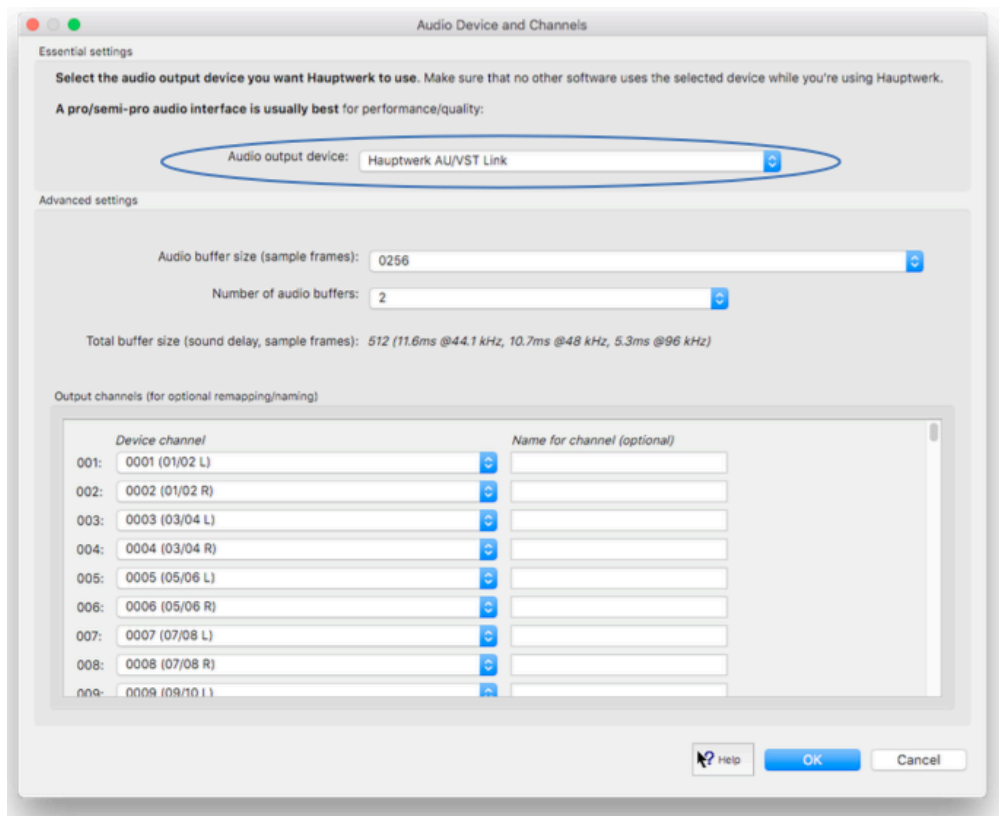 Audio Device and Channels
Essential settings
Select the audio output device you want Hauptwerk to use. Make sure that no other software uses the selected device while you're using Hauptwerk.
A pro/semi-pro audio interface is usually best for performance/quality:
Audio output device: Hauptwerk AU/VST Link
Advanced settings
Audio buffer size (sample frames): 0256
Number of audio buffers: 2
Total buffer size (sound delay, sample frames): 512 (11.6ms @44.1 kHz, 10.7ms @48 kHz, 5.3ms @96 kHz)
Output channels (for optional remapping/naming)
Device channel Name for channel (optional)
001: 0001 (01/02 L)
002: 0002 (01/02 R)
003: 0003 (03/04 L)
004: 0004 (03/04 R)
005: 0005 (05/06 L)
006: 0006 (05/06 R)
007: 0007 (07/08 L)
008: 0008 (07/08 R)
009: 0009 (09/10 L)
? Help OK Cancel